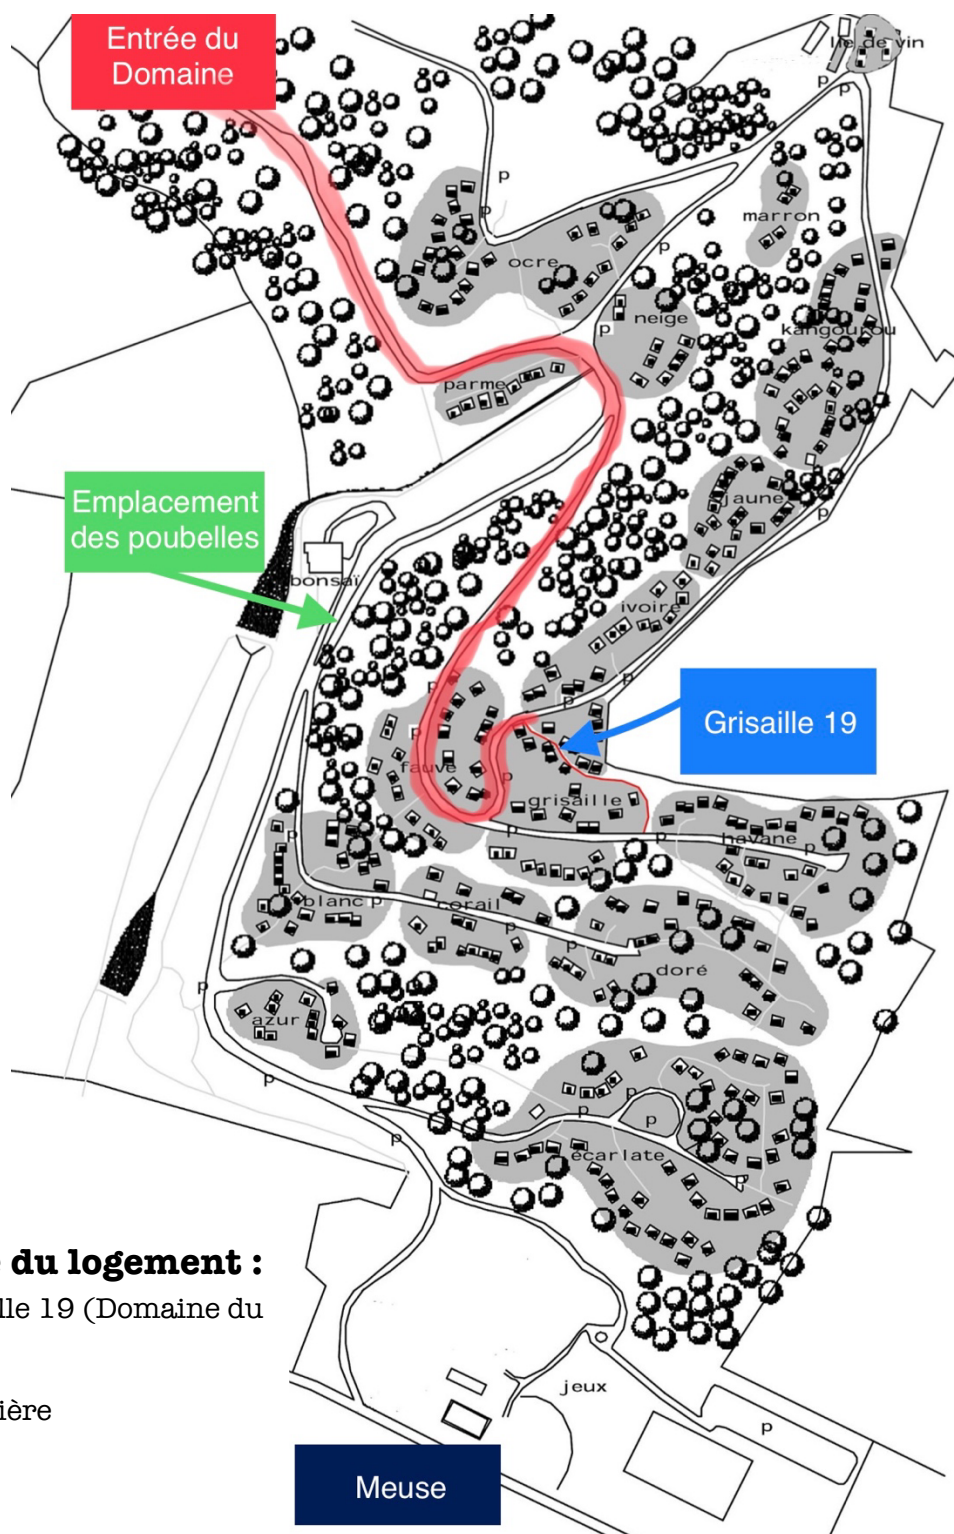 Entrée du
Domaine
Ile de vin
p
p
p
p
marron
p
ocre
p
kangourou
neige
p
parme
Emplacement
des poubelles
jaune
p
bonsaï
ivoire
p
p
p
Grisaille 19
p
fauve
p
grisaille
p
p
havane
p
p
blanc
p
corail
p
p
doré
p
azur
p
p
p
p
p
écarlate
p
du logement :
lle 19 (Domaine du
ière
jeux
p
Meuse